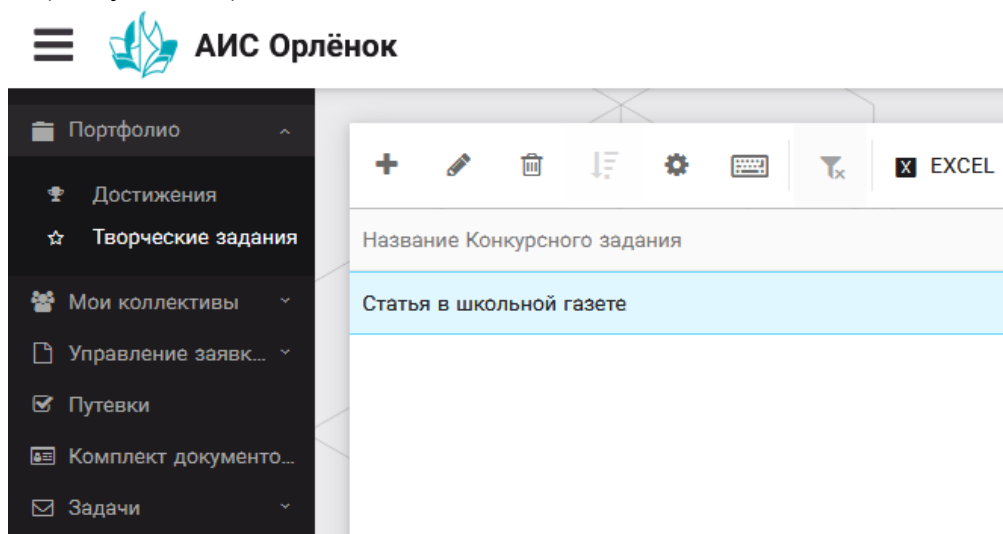 АИС Орлёнок
Портфолио
Достижения
Творческие задания
Мои коллективы
Управление заявк...
Путевки
Комплект документо...
Задачи
X EXCEL
Название Конкурсного задания
Статья в школьной газете